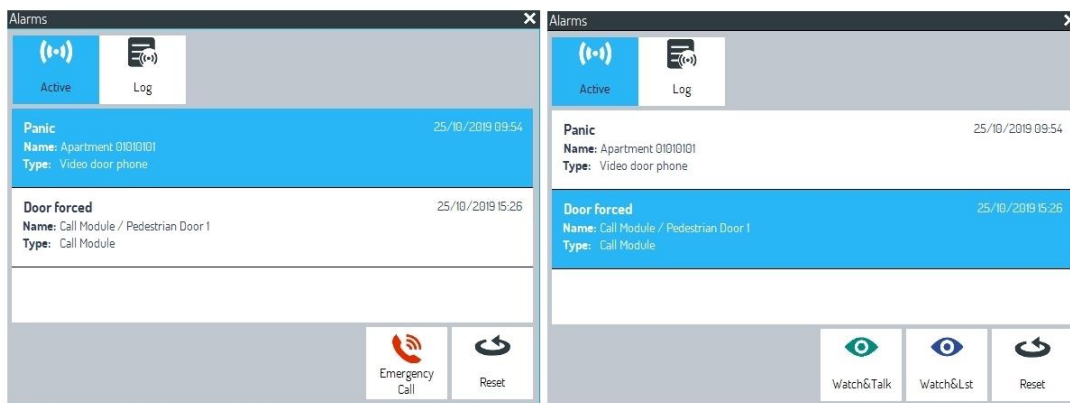 Alarms
Active
Log
Panic 25/10/2019 09:54
Name: Apartment 01010101
Type: Video door phone
Door forced 25/10/2019 15:26
Name: Call Module / Pedestrian Door 1
Type: Call Module
Emergency
Call
Reset
Alarms
Active
Log
Panic 25/10/2019 09:54
Name: Apartment 01010101
Type: Video door phone
Door forced 25/10/2019 15:26
Name: Call Module / Pedestrian Door 1
Type: Call Module
Watch&Talk
Watch&Lst
Reset